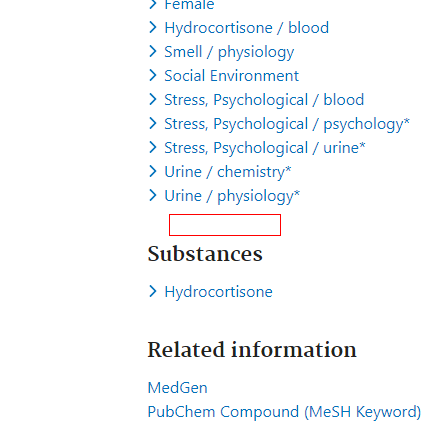 Female
Hydrocortisone / blood
Smell / physiology
Social Environment
Stress, Psychological / blood
Stress, Psychological / psychology*
Stress, Psychological / urine*
Urine / chemistry*
Urine / physiology*
Substances
Hydrocortisone
Related information
MedGen
PubChem Compound (MeSH Keyword)